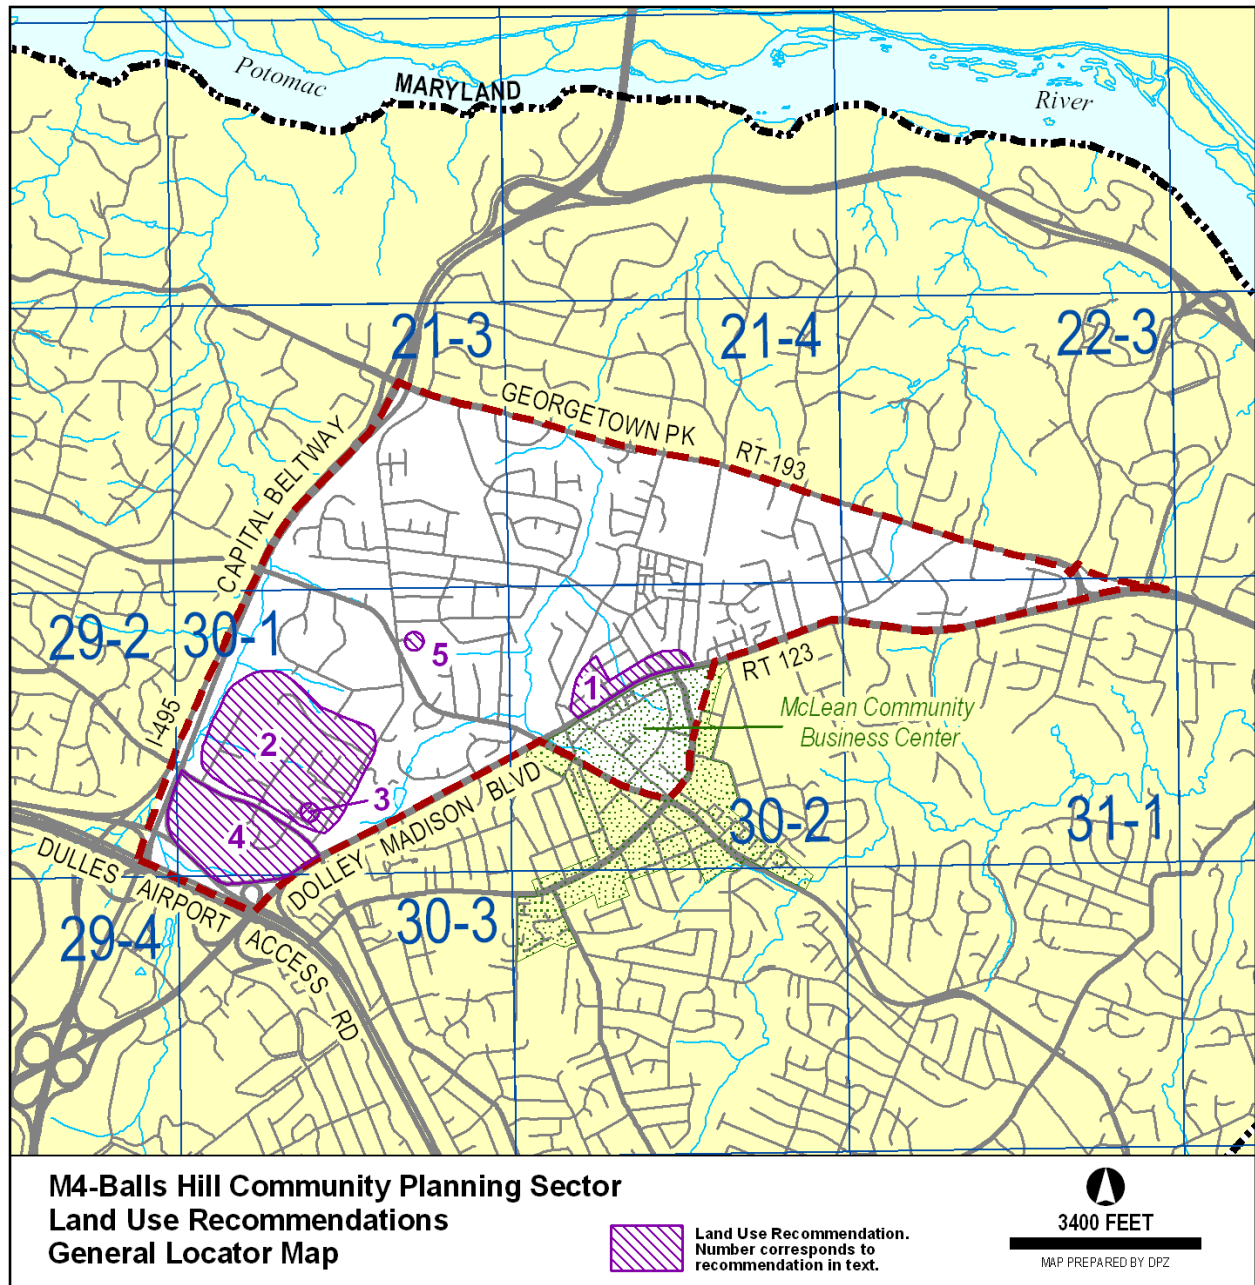 Potomac
MARYLAND
River
21-3
21-4
22-3
GEORGETOWN PK
RT 193
CAPITAL BELTWAY
29-2
30-1
5
1
RT 123
McLean Community
Business Center
I-495
2
3
4
DOLLEY MADISON BLVD
30-2
31-1
DULLES AIRPORT ACCESS RD
29-4
30-3
M4-Balls Hill Community Planning Sector
Land Use Recommendations
General Locator Map
Land Use Recommendation.
Number corresponds to
recommendation in text.
3400 FEET
MAP PREPARED BY DPZ